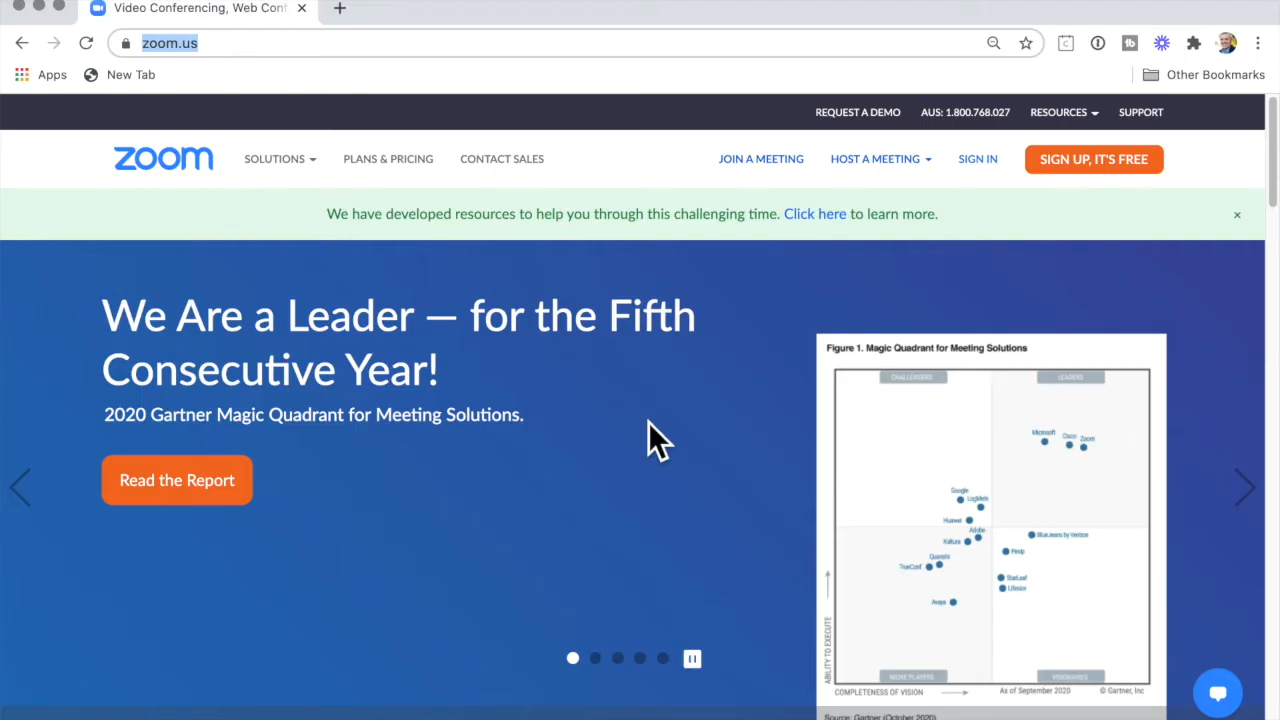 Video Conferencing, Web Conf
zoom.us
Apps
New Tab
Other Bookmarks
REQUEST A DEMO
AUS: 1.800.768.027
RESOURCES
SUPPORT
zoom
SOLUTIONS
PLANS & PRICING
CONTACT SALES
JOIN A MEETING
HOST A MEETING
SIGN IN
SIGN UP, IT'S FREE
We have developed resources to help you through this challenging time. Click here to learn more.
We Are a Leader — for the Fifth
Consecutive Year!
2020 Gartner Magic Quadrant for Meeting Solutions.
Read the Report
Figure 1. Magic Quadrant for Meeting Solutions
CHALLENGERS
LEADERS
Microsoft
Cisco
Zoom
Google
LogMeIn
Huawei
Adobe
Kaltura
BlueJeans by Verizon
Pexip
Quanshi
TrueConf
StarLeaf
Lifesize
Avaya
ABILITY TO EXECUTE
NICHE PLAYERS
VISIONARIES
COMPLETENESS OF VISION
As of September 2020
© Gartner, Inc
Source: Gartner (October 2020)